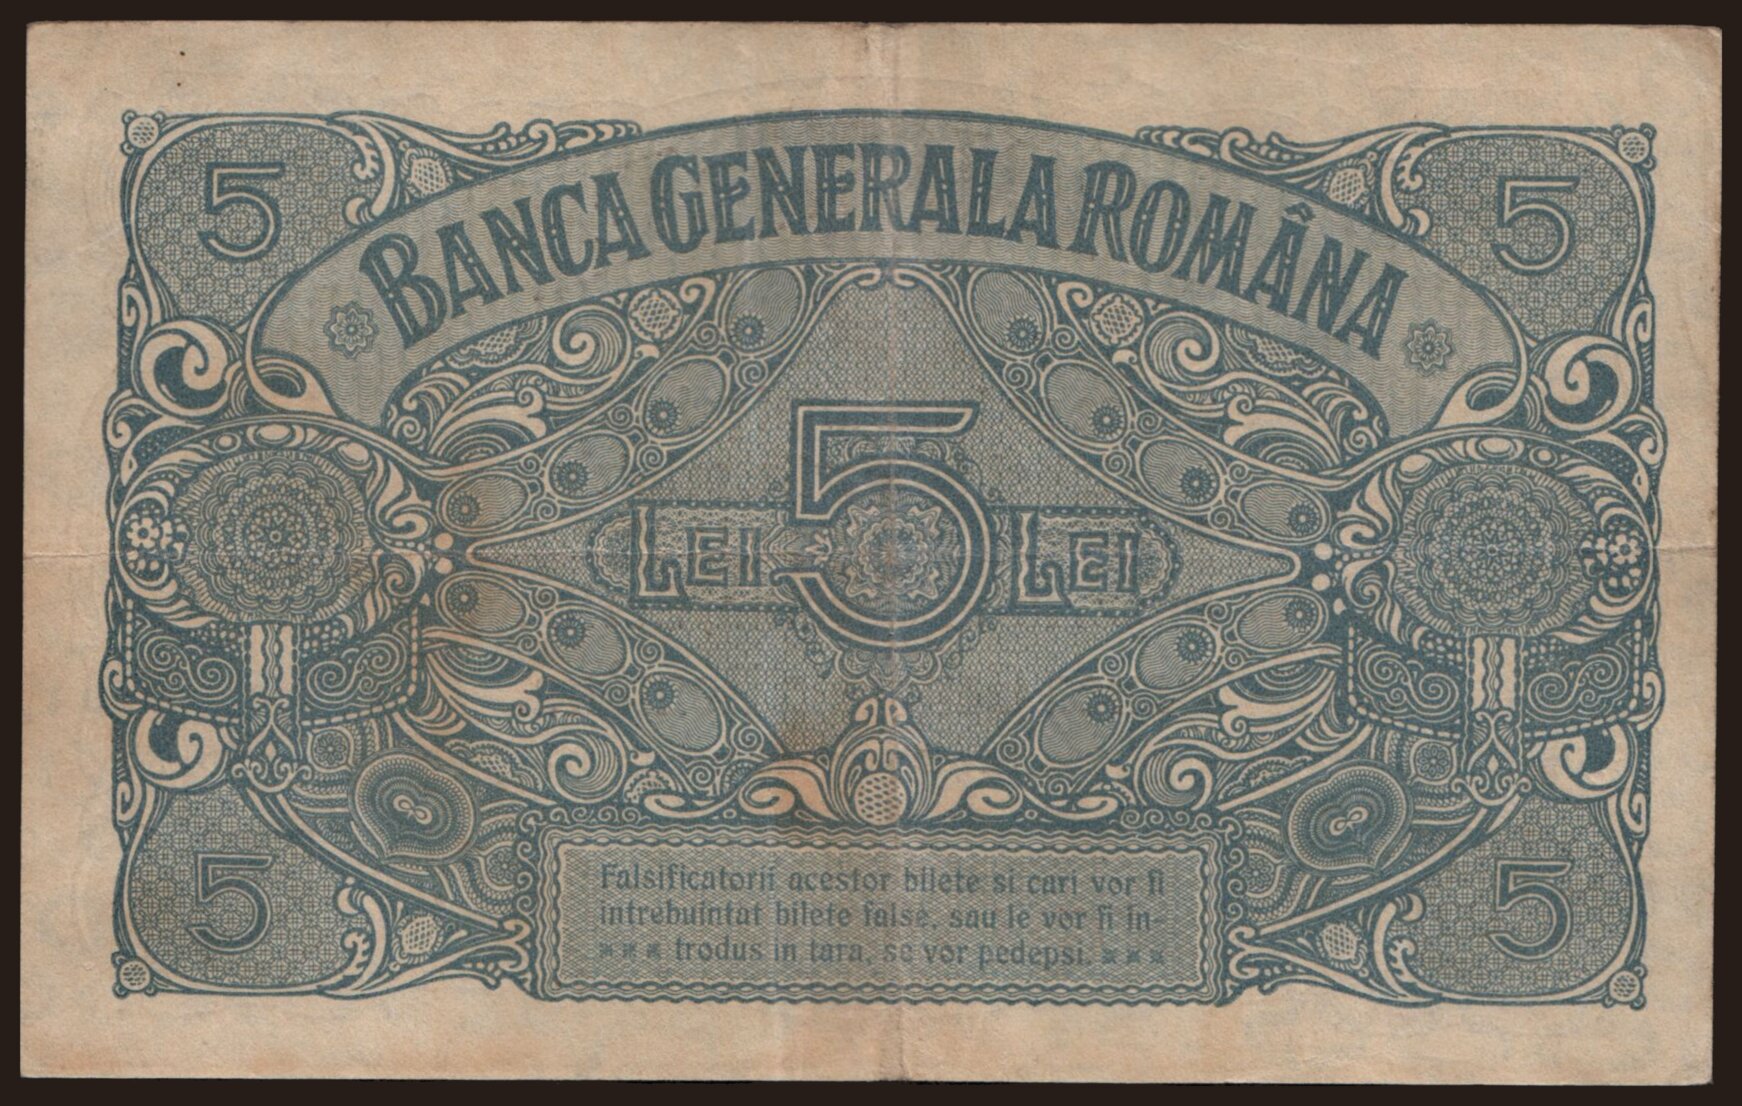 5 5
BANCA GENERALA ROMÂNA
LEI 5 LEI
5 5
Falsificatorii acestor bilete si cari vor fi
intrebuintat bilete false, sau le vor fi in-
*** trodus in tara, se vor pedepsi. ***